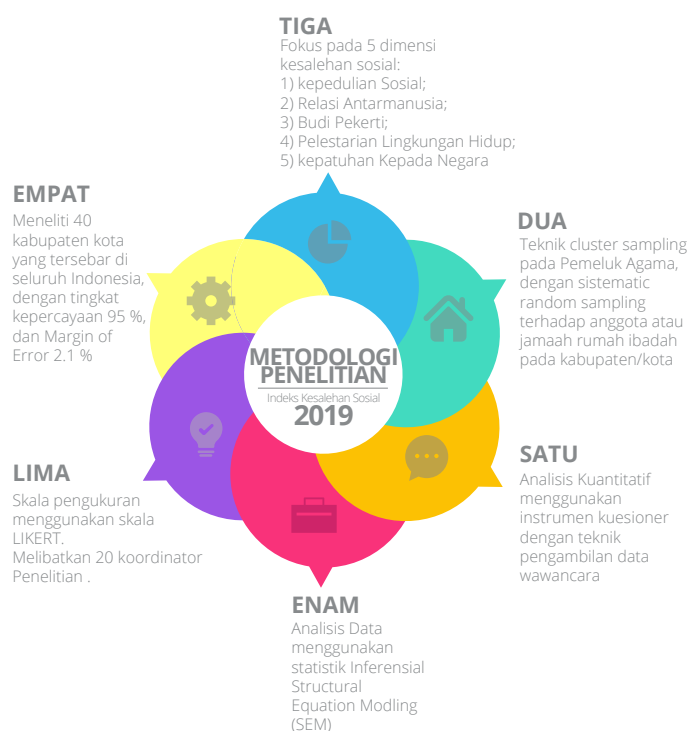 TIGA
Fokus pada 5 dimensi
kesalehan sosial:
1) kepedulian Sosial;
2) Relasi Antarmanusia;
3) Budi Pekerti;
4) Pelestarian Lingkungan Hidup;
5) kepatuhan Kepada Negara
EMPAT
Meneliti 40
kabupaten kota
yang tersebar di
seluruh Indonesia,
dengan tingkat
kepercayaan 95 %,
dan Margin of
Error 2.1 %
DUA
Teknik cluster sampling
pada Pemeluk Agama,
dengan sistematic
random sampling
terhadap anggota atau
jamaah rumah ibadah
pada kabupaten/kota
METODOLOGI
PENELITIAN
Indeks Kesalehan Sosial
2019
LIMA
Skala pengukuran
menggunakan skala
LIKERT.
Melibatkan 20 koordinator
Penelitian .
SATU
Analisis Kuantitatif
menggunakan
instrumen kuesioner
dengan teknik
pengambilan data
wawancara
ENAM
Analisis Data
menggunakan
statistik Inferensial
Structural
Equation Modling
(SEM)